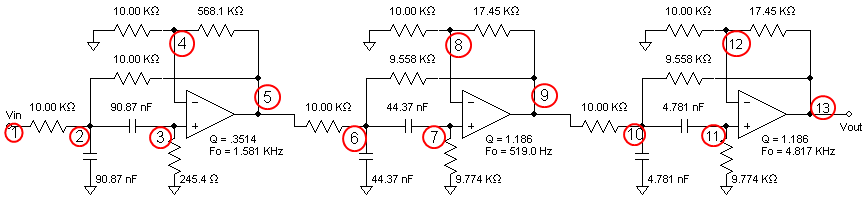 10.00 KΩ 568.1 KΩ 10.00 KΩ 17.45 KΩ 10.00 KΩ 17.45 KΩ
4 8 12
10.00 KΩ 9.558 KΩ 9.558 KΩ
5 9 13
Vin 10.00 KΩ 90.87 nF 10.00 KΩ 44.37 nF 10.00 KΩ 4.781 nF
1 2 3 6 7 10 11 Vout
Q = .3514 Q = 1.186 Q = 1.186
Fo = 1.581 KHz Fo = 519.0 Hz Fo = 4.817 KHz
90.87 nF 245.4 Ω 44.37 nF 9.774 KΩ 4.781 nF 9.774 KΩ